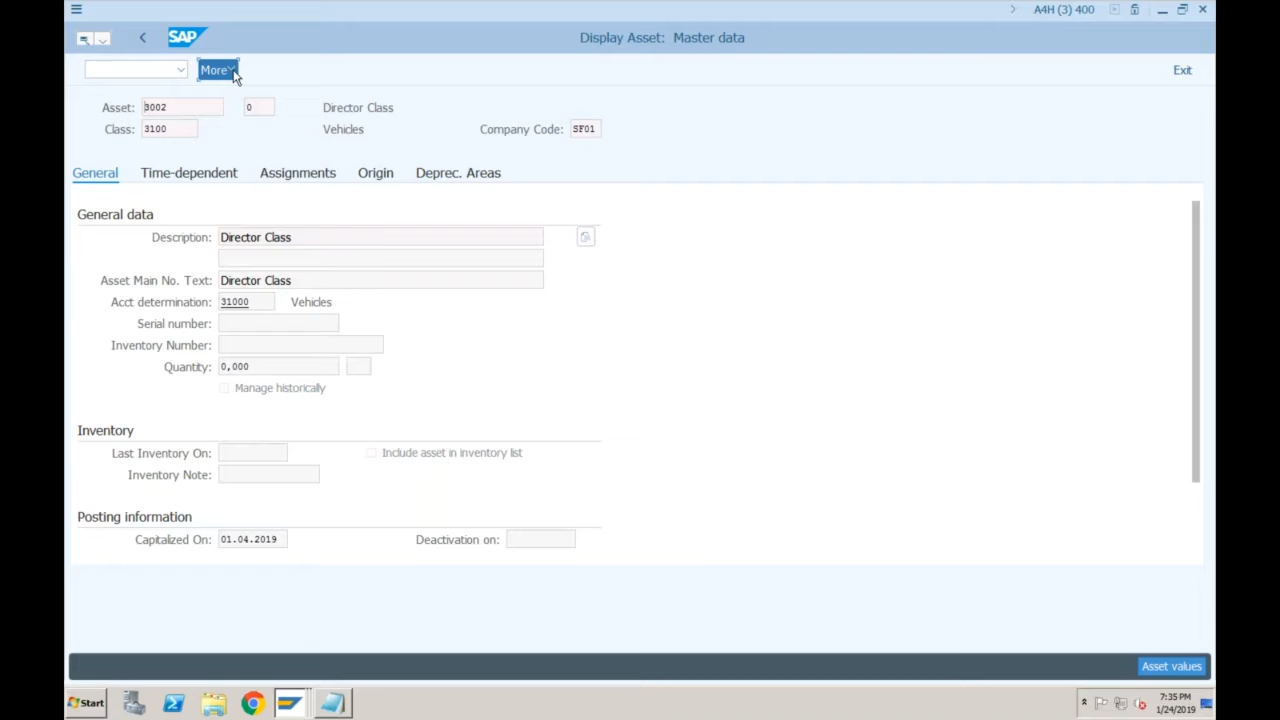 A4H (3) 400
SAP
Display Asset: Master data
More
Exit
Asset: 3002 0 Director Class
Class: 3100 Vehicles Company Code: SF01
General Time-dependent Assignments Origin Deprec. Areas
General data
Description: Director Class
Asset Main No. Text: Director Class
Acct determination: 31000 Vehicles
Serial number:
Inventory Number:
Quantity: 0,000
Manage historically
Inventory
Last Inventory On: Include asset in inventory list
Inventory Note:
Posting information
Capitalized On: 01.04.2019 Deactivation on:
Asset values
Start
7:35 PM
1/24/2019